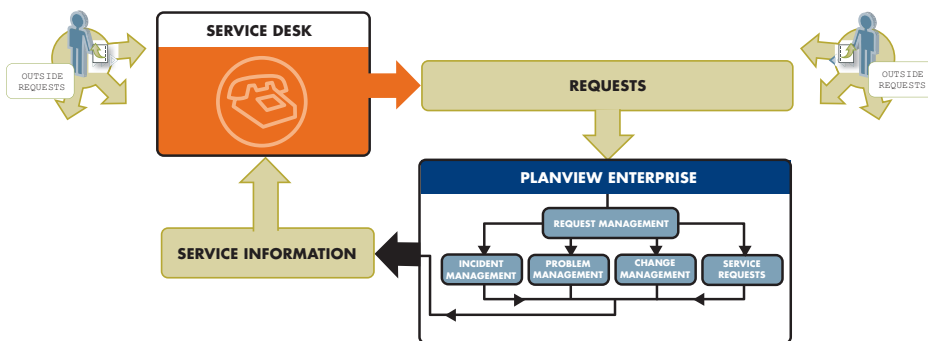 SERVICE DESK
OUTSIDE
REQUESTS
REQUESTS
OUTSIDE
REQUESTS
PLANVIEW ENTERPRISE
REQUEST MANAGEMENT
SERVICE INFORMATION
INCIDENT
MANAGEMENT
PROBLEM
MANAGEMENT
CHANGE
MANAGEMENT
SERVICE
REQUESTS